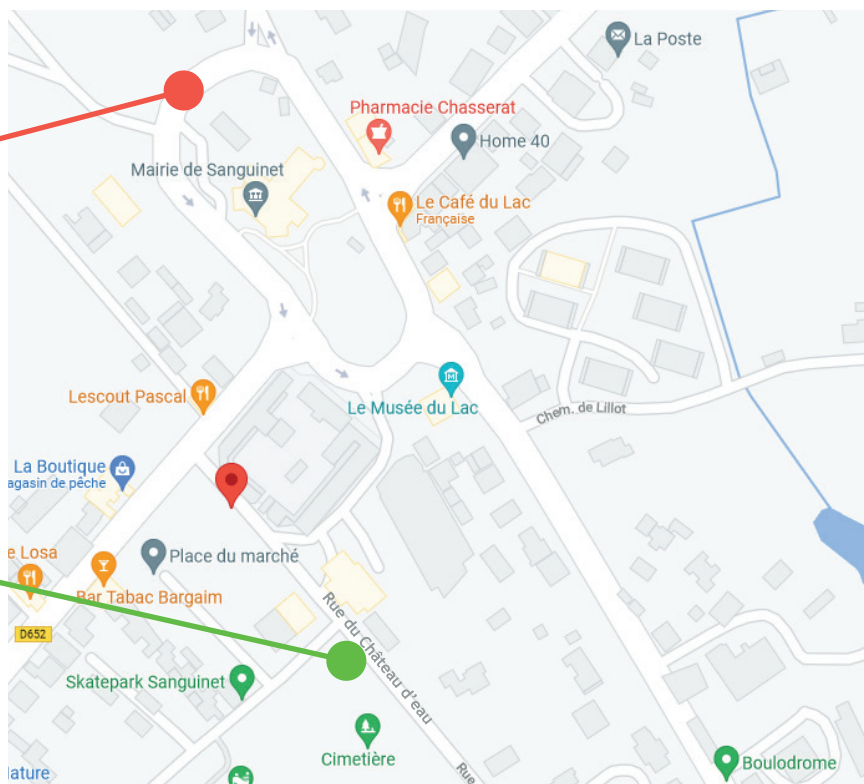 La Poste
Pharmacie Chasserat
Home 40
Mairie de Sanguinet
Le Café du Lac
Française
Lescout Pascal
Le Musée du Lac
Chem. de Lillot
La Boutique
agasin de pêche
Place du marché
e Losa
Bar Tabac Bargaim
D652
Rue du Château d'eau
Skatepark Sanguinet
Cimetière
Rue
Boulodrome
ature